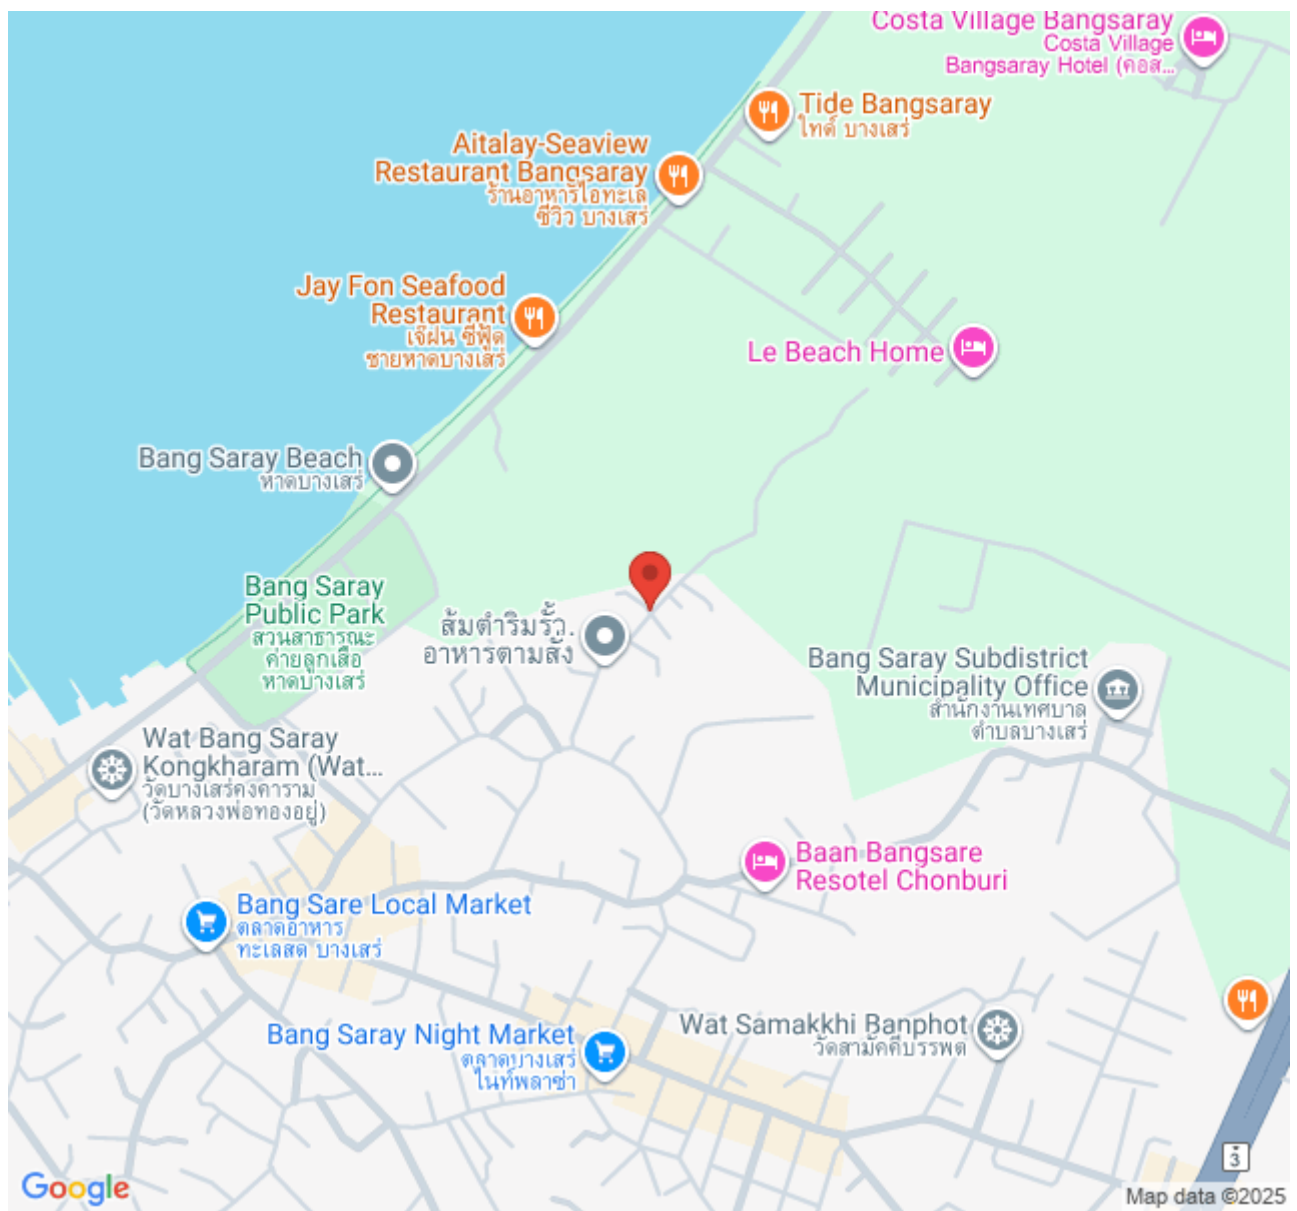 Costa Village Bangsaray
Costa Village
Bangsaray Hotel (คอส...
Tide Bangsaray
ไทด์ บางเสร่
Aitalay-Seaview
Restaurant Bangsaray
ร้านอาหารไอทะเล
ซีวิว บางเสร่
Jay Fon Seafood
Restaurant
เจ๊ฝน ซีฟู้ด
ชายหาดบางเสร่
Le Beach Home
Bang Saray Beach
หาดบางเสร่
Bang Saray
Public Park
สวนสาธารณะ
ค่ายลูกเสือ
หาดบางเสร่
ส้มตำริมรั้ว.
อาหารตามสั่ง
Bang Saray Subdistrict
Municipality Office
สำนักงานเทศบาล
ตำบลบางเสร่
Wat Bang Saray
Kongkharam (Wat...
วัดบางเสร่คงคาราม
(วัดหลวงพ่อทองอยู่)
Baan Bangsare
Resotel Chonburi
Bang Sare Local Market
ตลาดอาหาร
ทะเลสด บางเสร่
Bang Saray Night Market
ตลาดบางเสร่
ไนท์พลาซ่า
Wat Samakkhi Banphot
วัดสามัคคีบรรพต
3
Google
Map data ©2025